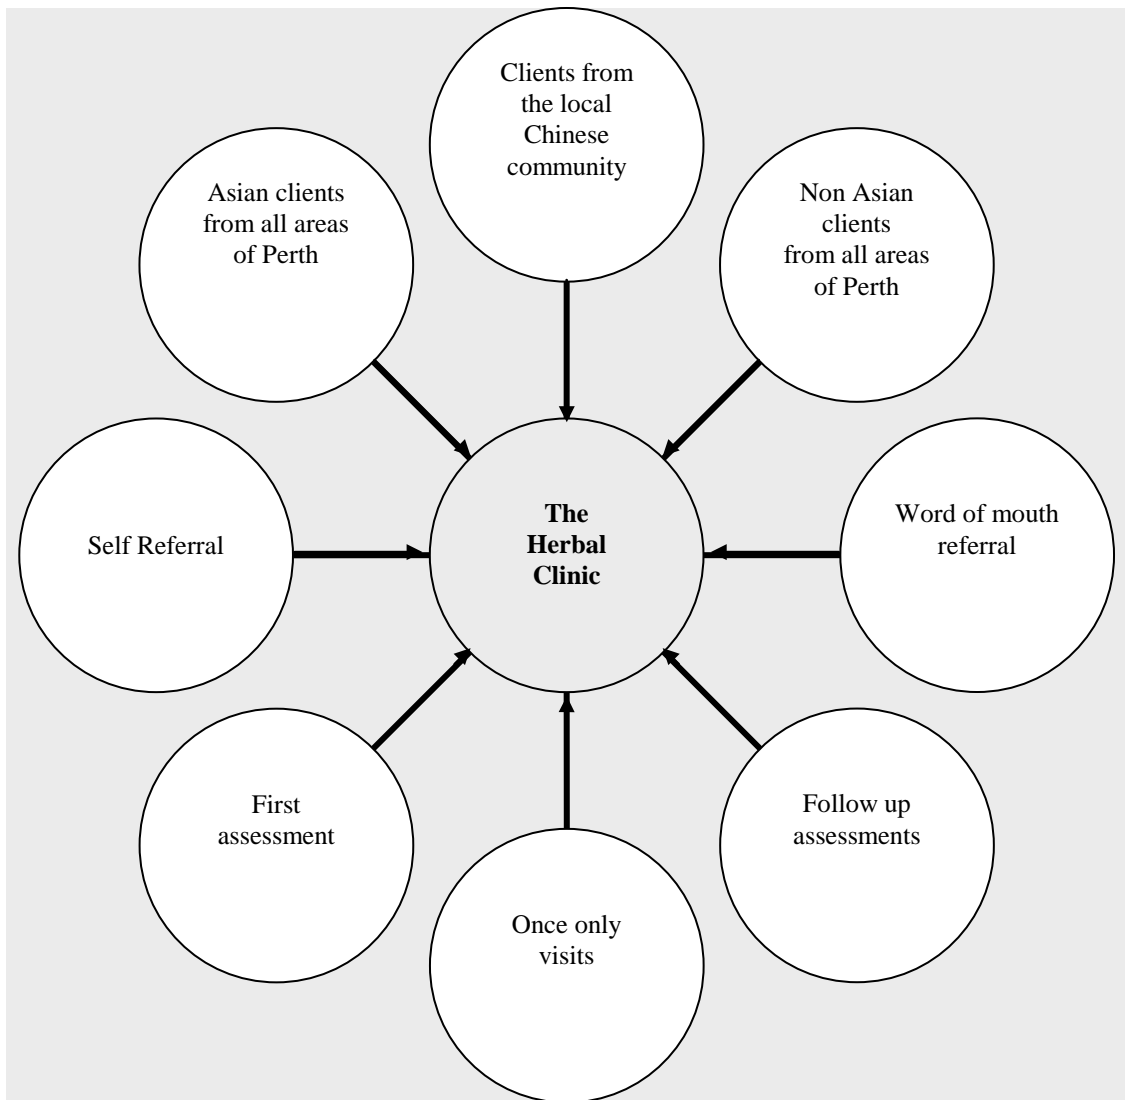 Clients from
the local
Chinese
community
Asian clients
from all areas
of Perth
Non Asian
clients
from all areas
of Perth
Self Referral
The
Herbal
Clinic
Word of mouth
referral
First
assessment
Follow up
assessments
Once only
visits